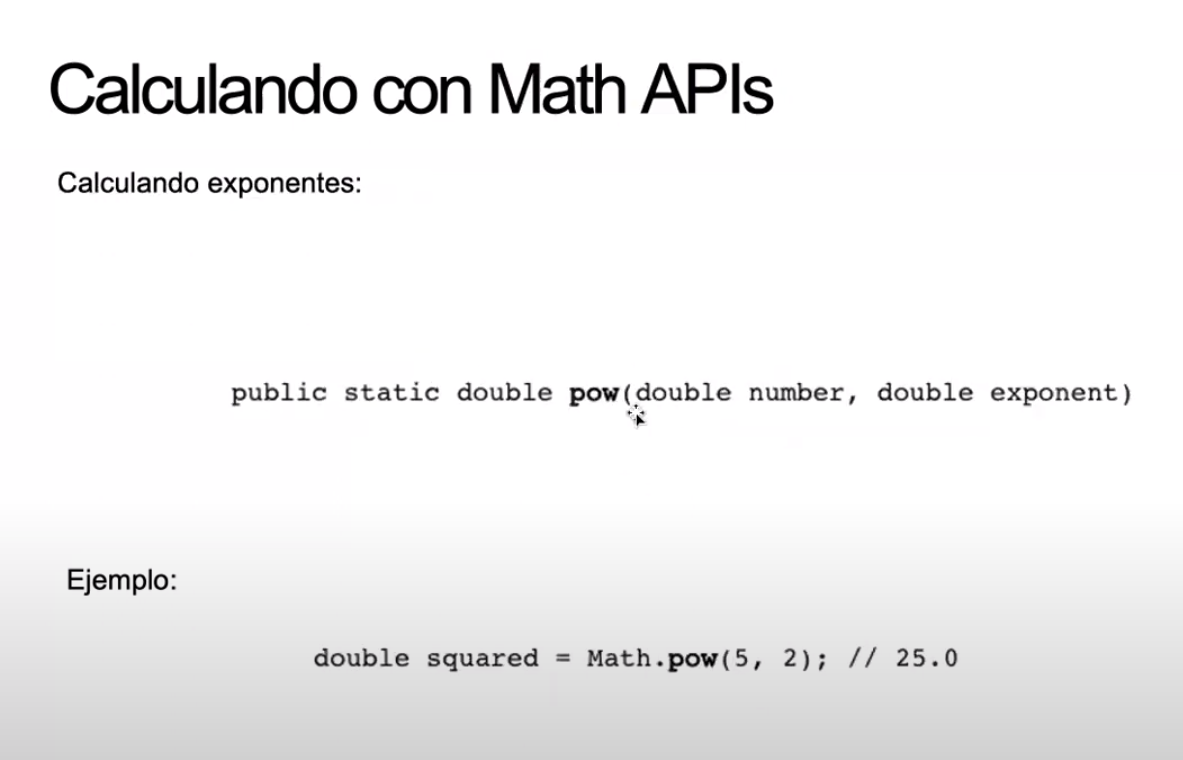 Calculando con Math APIs
Calculando exponentes:
public static double pow(double number, double exponent)
Ejemplo:
double squared = Math.pow(5, 2); // 25.0